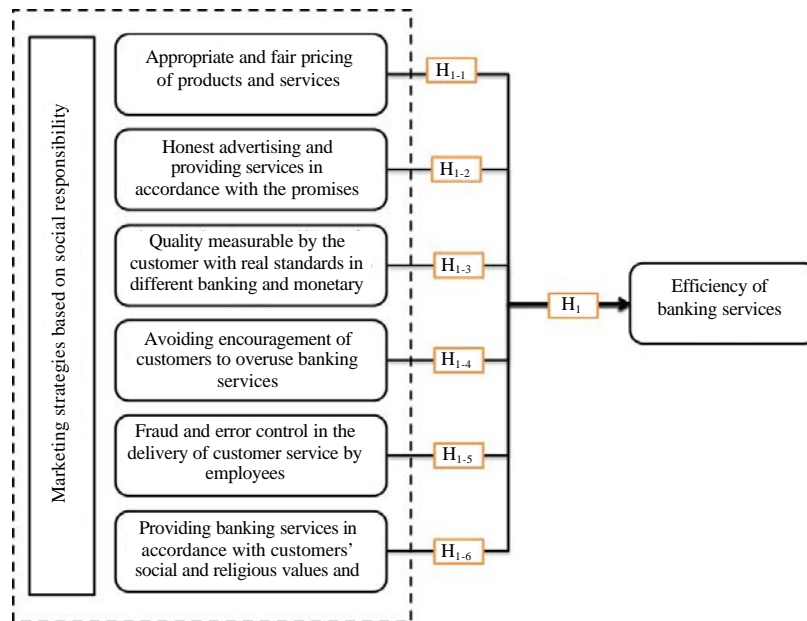 Marketing strategies based on social responsibility
Appropriate and fair pricing
of products and services
H1-1
Honest advertising and
providing services in
accordance with the promises
H1-2
Quality measurable by the
customer with real standards in
different banking and monetary
H1-3
Avoiding encouragement of
customers to overuse banking
services
H1-4
Fraud and error control in the
delivery of customer service by
employees
H1-5
Providing banking services in
accordance with customers’
social and religious values and
H1-6
H1
Efficiency of
banking services